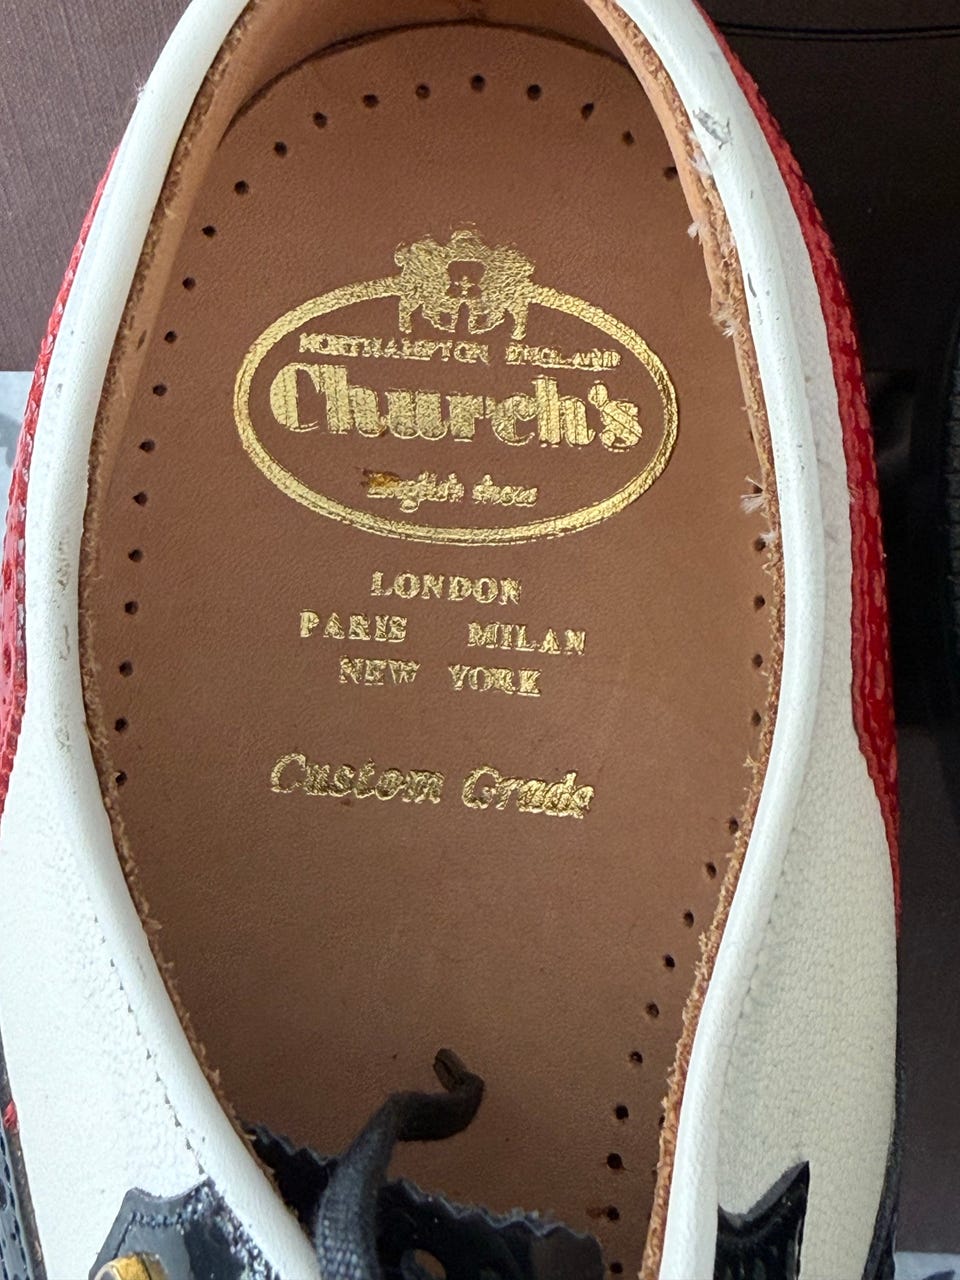 NORTHAMPTON ENGLAND
Church's
English shoes
LONDON
PARIS MILAN
NEW YORK
Custom Grade